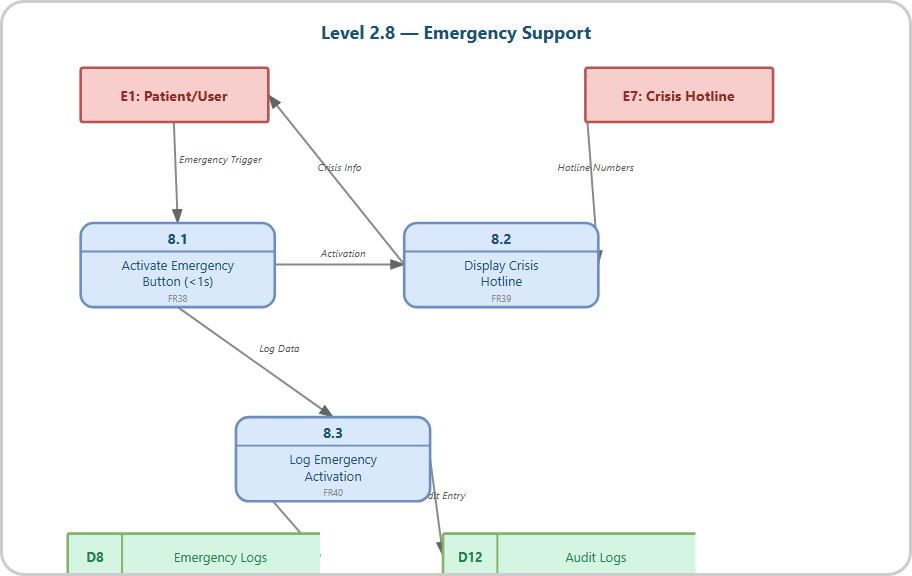 Level 2.8 — Emergency Support
E1: Patient/User
E7: Crisis Hotline
Emergency Trigger
Crisis Info
Hotline Numbers
8.1
Activate Emergency
Button (<1s)
FR38
Activation
8.2
Display Crisis
Hotline
FR39
Log Data
8.3
Log Emergency
Activation
FR40
Entry
D8
Emergency Logs
D12
Audit Logs